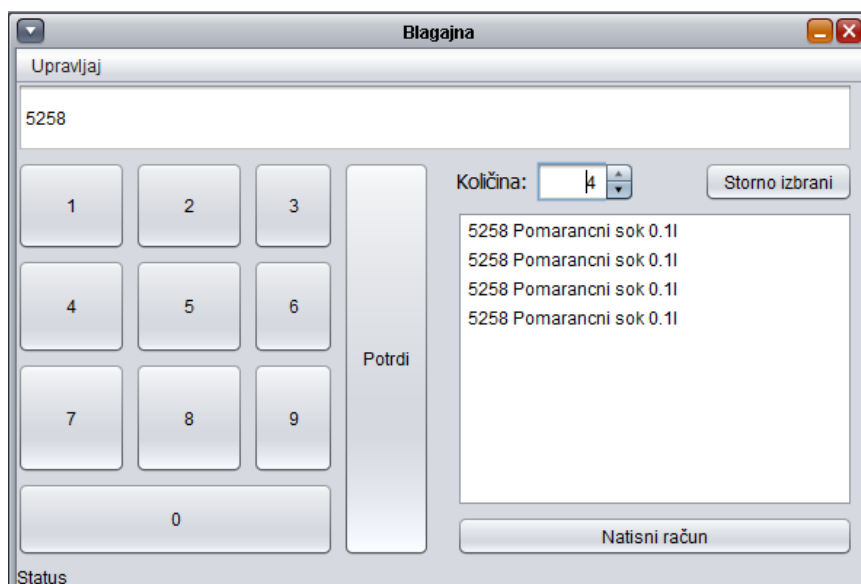 Blagajna
Upravljaj
5258
Količina: 4 Storno izbrani
1 2 3
4 5 6
7 8 9
0
Potrdi
5258 Pomarancni sok 0.1l
5258 Pomarancni sok 0.1l
5258 Pomarancni sok 0.1l
5258 Pomarancni sok 0.1l
Natisni račun
Status